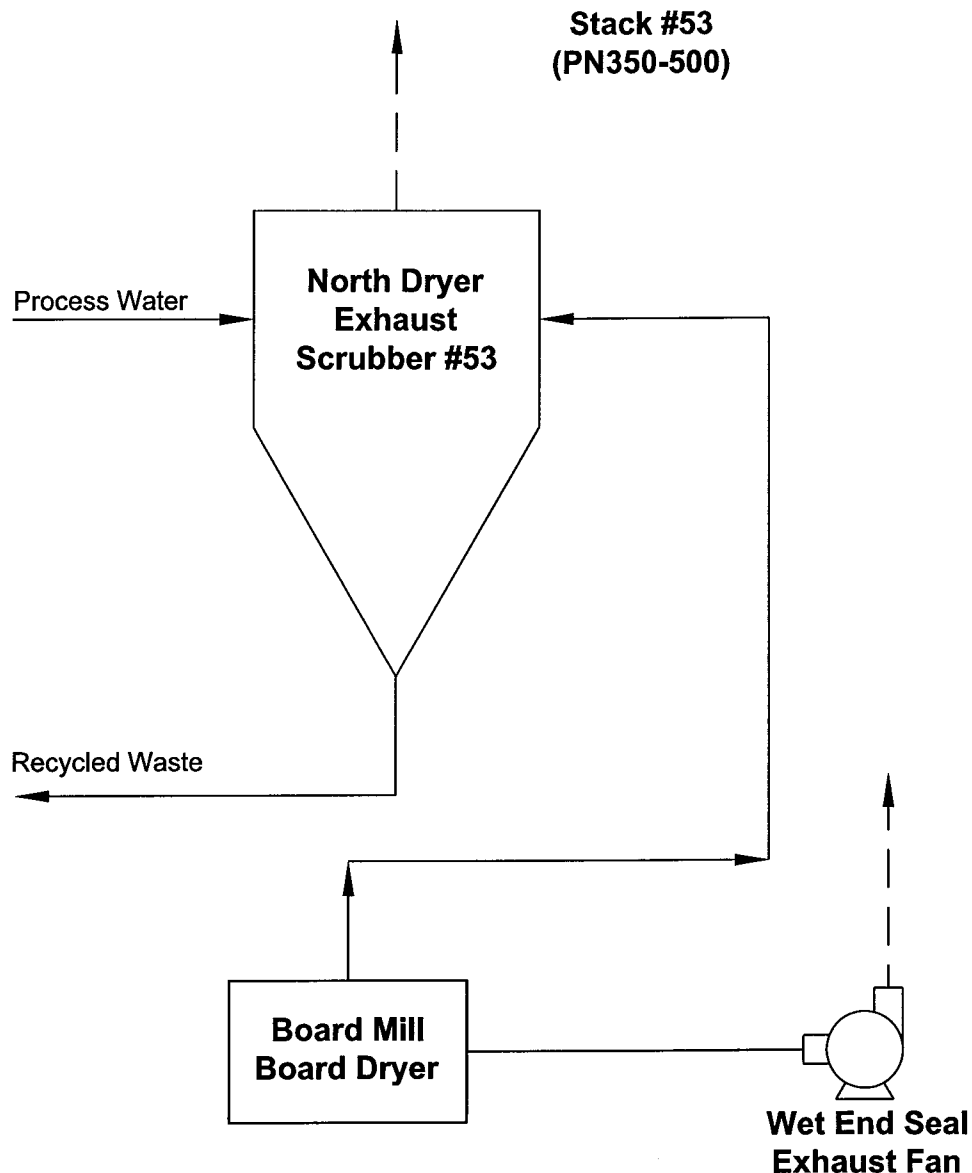 Stack #53
(PN350-500)
North Dryer
Exhaust
Scrubber #53
Process Water
Recycled Waste
Board Mill
Board Dryer
Wet End Seal
Exhaust Fan